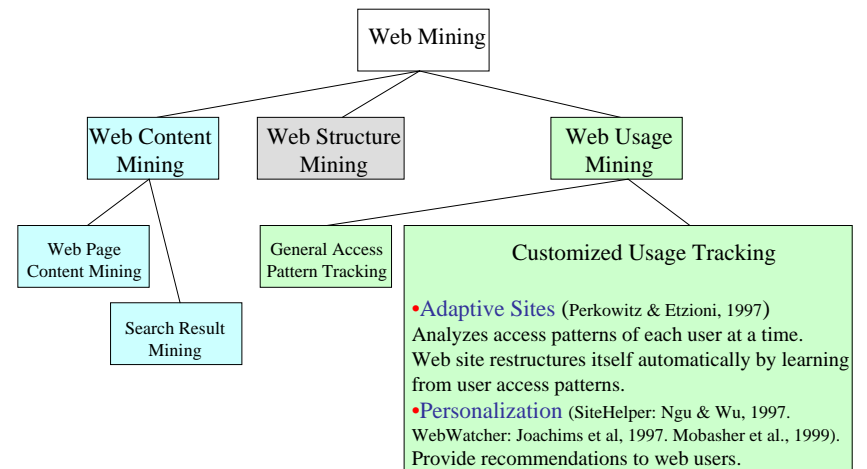 Web Mining
Web Content
Mining
Web Structure
Mining
Web Usage
Mining
Web Page
Content Mining
Search Result
Mining
General Access
Pattern Tracking
Customized Usage Tracking
•Adaptive Sites (Perkowitz & Etzioni, 1997)
Analyzes access patterns of each user at a time.
Web site restructures itself automatically by learning
from user access patterns.
•Personalization (SiteHelper: Ngu & Wu, 1997.
WebWatcher: Joachims et al, 1997. Mobasher et al., 1999).
Provide recommendations to web users.